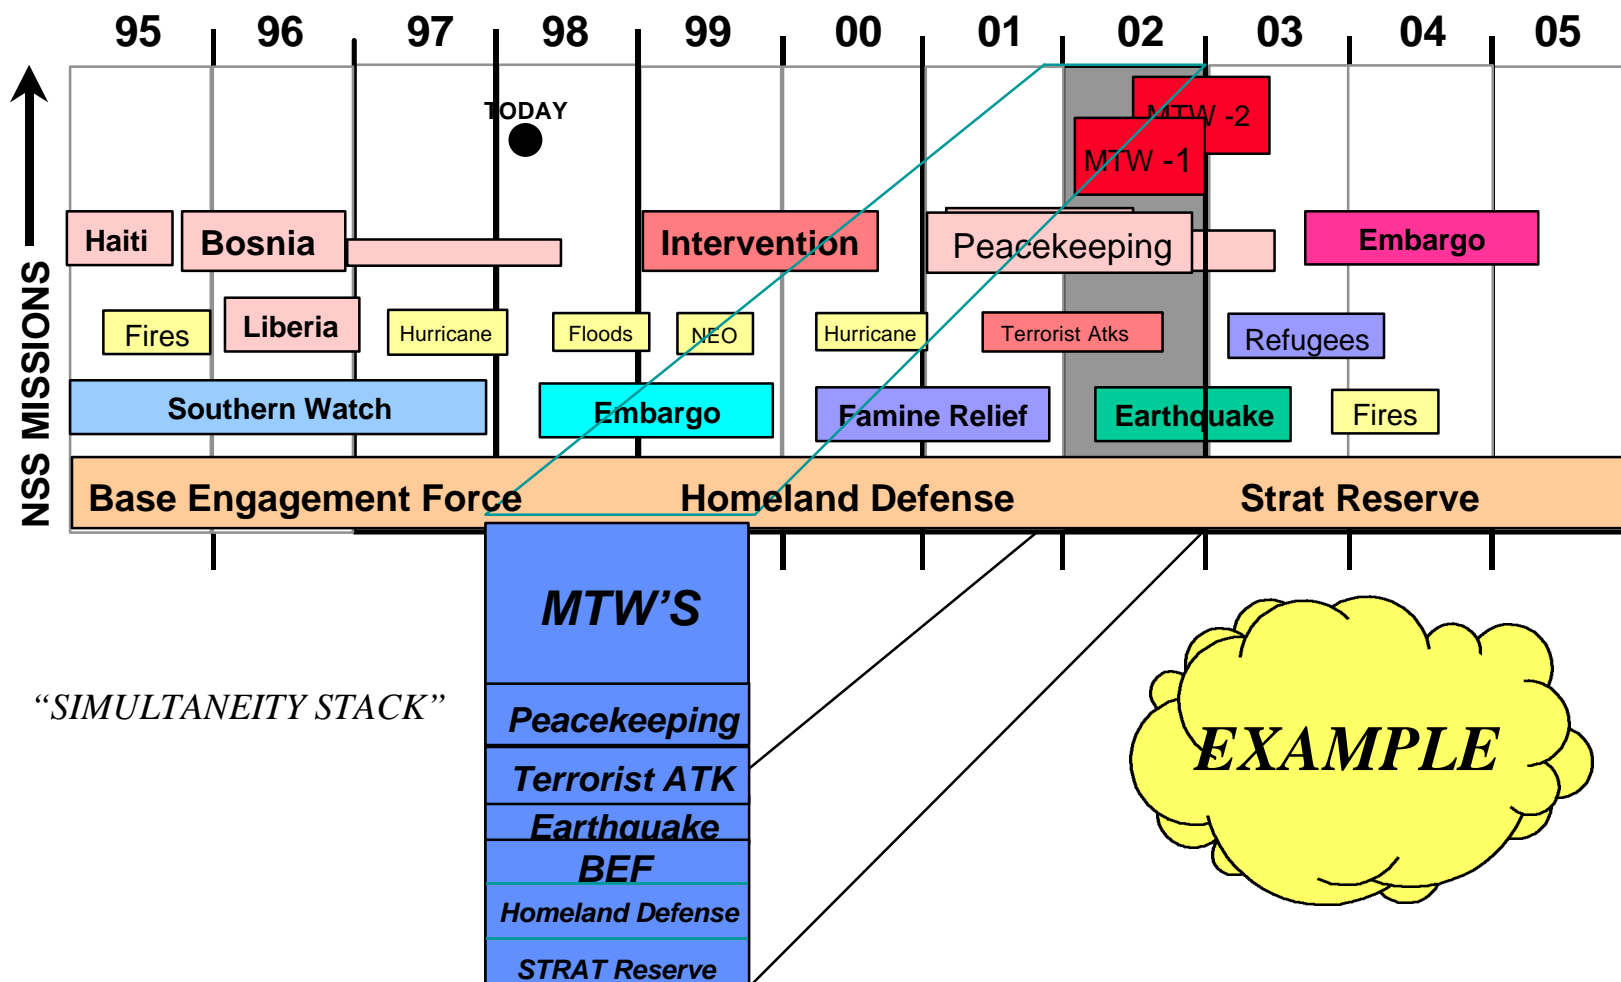 95 96 97 98 99 00 01 02 03 04 05
NSS MISSIONS
TODAY
MTW -2
MTW -1
Haiti
Bosnia
Intervention
Peacekeeping
Embargo
Fires
Liberia
Hurricane
Floods
NEO
Hurricane
Terrorist Atks
Refugees
Southern Watch
Embargo
Famine Relief
Earthquake
Fires
Base Engagement Force
Homeland Defense
Strat Reserve
MTW’S
“SIMULTANEITY STACK”
Peacekeeping
Terrorist ATK
Earthquake
BEF
Homeland Defense
STRAT Reserve
EXAMPLE